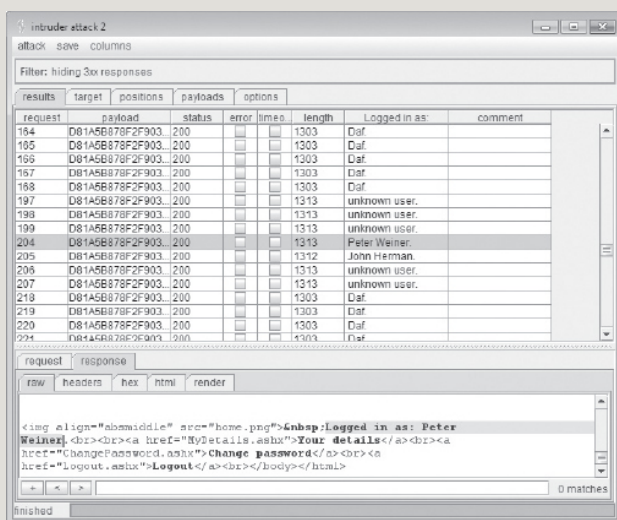 intruder attack 2
attack save columns
Filter: hiding 3xx responses
results target positions payloads options
request payload status error timeo... length Logged in as: comment
164 D81A5B878F2F903... 200 1303 Daf.
165 D81A5B878F2F903... 200 1303 Daf.
166 D81A5B878F2F903... 200 1303 Daf.
167 D81A5B878F2F903... 200 1303 Daf.
168 D81A5B878F2F903... 200 1303 Daf.
197 D81A5B878F2F903... 200 1313 unknown user.
198 D81A5B878F2F903... 200 1313 unknown user.
199 D81A5B878F2F903... 200 1313 unknown user.
204 D81A5B878F2F903... 200 1313 Peter Weiner.
205 D81A5B878F2F903... 200 1312 John Herman.
206 D81A5B878F2F903... 200 1313 unknown user.
207 D81A5B878F2F903... 200 1313 unknown user.
218 D81A5B878F2F903... 200 1303 Daf.
219 D81A5B878F2F903... 200 1303 Daf.
220 D81A5B878F2F903... 200 1303 Daf.
221 D81A5B878F2F903... 200 1303 Daf.
request response
raw headers hex html render
<img align="absmiddle" src="home.png">&nbsp;Logged in as: Peter
Weiner.<br><br><a href="MyDetails.ashx">Your details</a><br><a
href="ChangePassword.ashx">Change password</a><br><a
href="logout.ashx">Logout</a><br></body></html>
+ < > 0 matches
finished